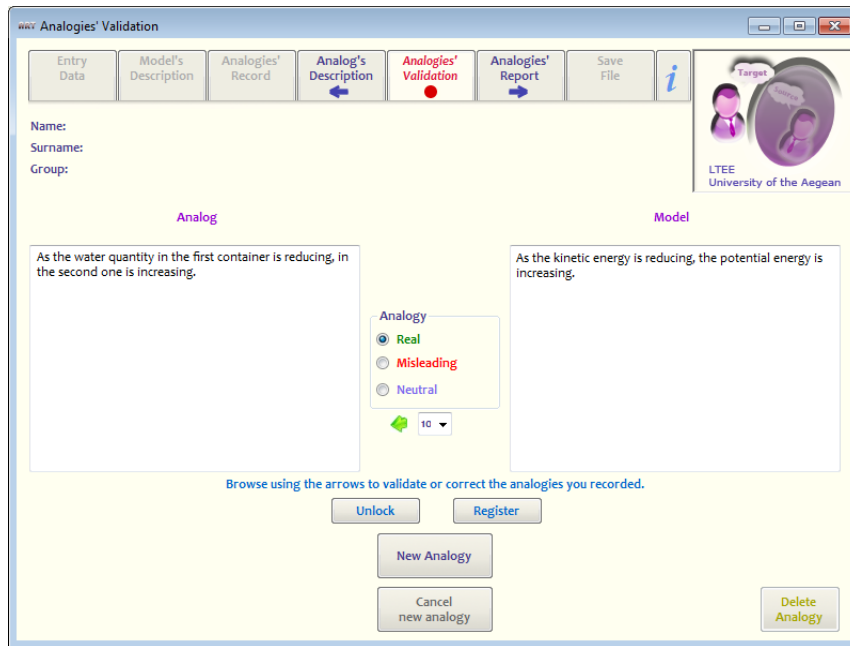 ART Analogies' Validation
Entry
Data
Model's
Description
Analogies'
Record
Analog's
Description
Analogies'
Validation
Analogies'
Report
Save
File
i
Target
Source
LTEE
University of the Aegean
Name:
Surname:
Group:
Analog
Model
As the water quantity in the first container is reducing, in
the second one is increasing.
As the kinetic energy is reducing, the potential energy is
increasing.
Analogy
Real
Misleading
Neutral
10
Browse using the arrows to validate or correct the analogies you recorded.
Unlock
Register
New Analogy
Cancel
new analogy
Delete
Analogy